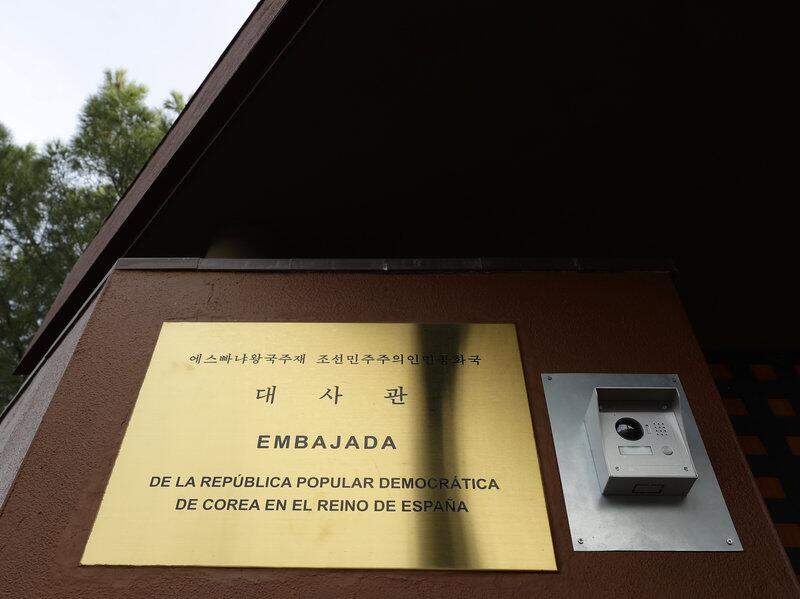 에스빠냐왕국주재 조선민주주의인민공화국
대 사 관
EMBAJADA
DE LA REPÚBLICA POPULAR DEMOCRÁTICA
DE COREA EN EL REINO DE ESPAÑA